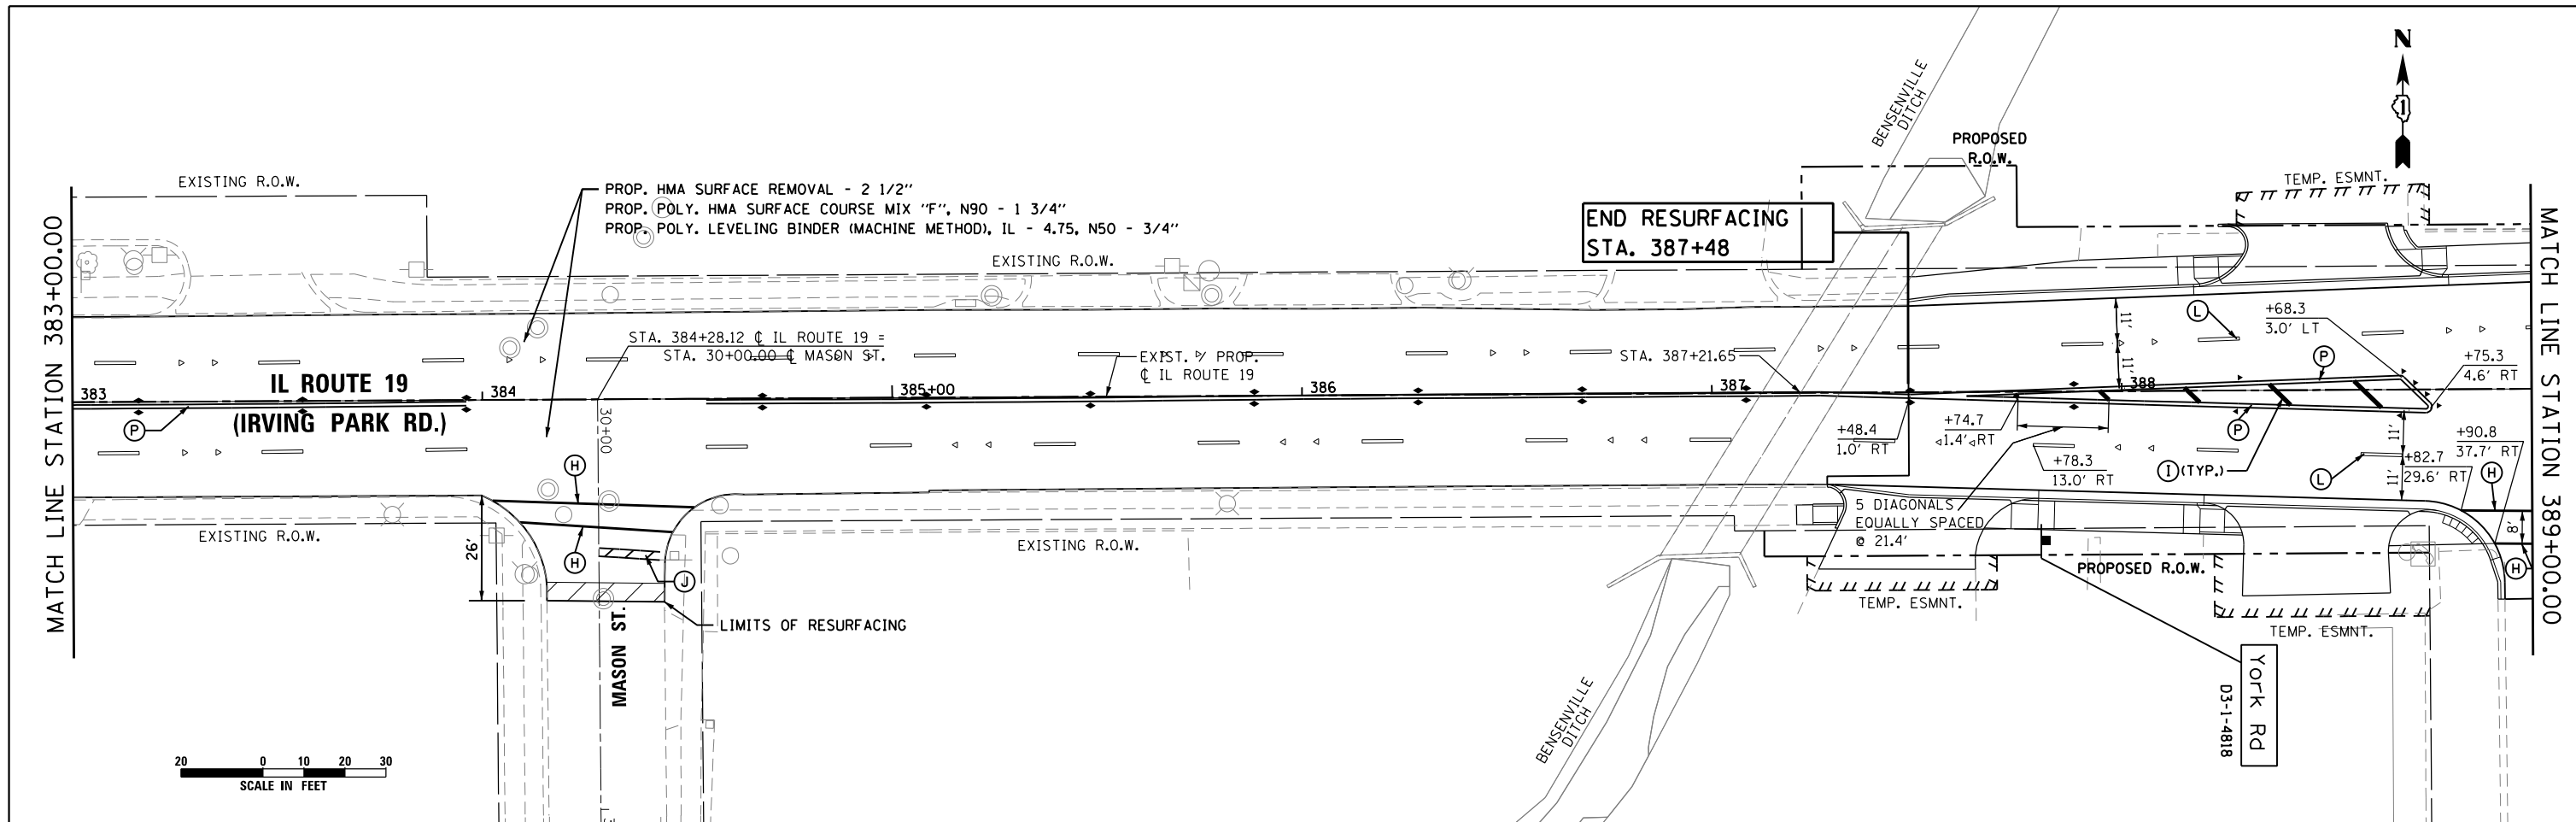 MATCH LINE STATION 383+00.00
EXISTING R.O.W.
PROP. HMA SURFACE REMOVAL - 2 1/2"
PROP. POLY. HMA SURFACE COURSE MIX "F", N90 - 1 3/4"
PROP. POLY. LEVELING BINDER (MACHINE METHOD), IL - 4.75, N50 - 3/4"
EXISTING R.O.W.
END RESURFACING
STA. 387+48
BENSENVILLE
DITCH
PROPOSED
R.O.W.
N
1
TEMP. ESMNT.
MATCH LINE STATION 389+00.00
STA. 384+28.12 ℄ IL ROUTE 19 =
STA. 30+00.00 ℄ MASON ST.
EXIST. / PROP.
℄ IL ROUTE 19
STA. 387+21.65
11'
11'
L
+68.3
3.0' LT
P
+75.3
4.6' RT
383
IL ROUTE 19
(IRVING PARK RD.)
P
384
30+00
385+00
386
387
388
+48.4
1.0' RT
+74.7
1.4' RT
+78.3
13.0' RT
P
I (TYP.)
L
11'
11'
+82.7
29.6' RT
+90.8
37.7' RT
H
8'
H
H
H
J
26'
EXISTING R.O.W.
EXISTING R.O.W.
5 DIAGONALS
EQUALLY SPACED
@ 21.4'
PROPOSED R.O.W.
TEMP. ESMNT.
TEMP. ESMNT.
LIMITS OF RESURFACING
MASON ST.
BENSENVILLE
DITCH
York Rd
D3-1-4818
20 0 10 20 30
SCALE IN FEET